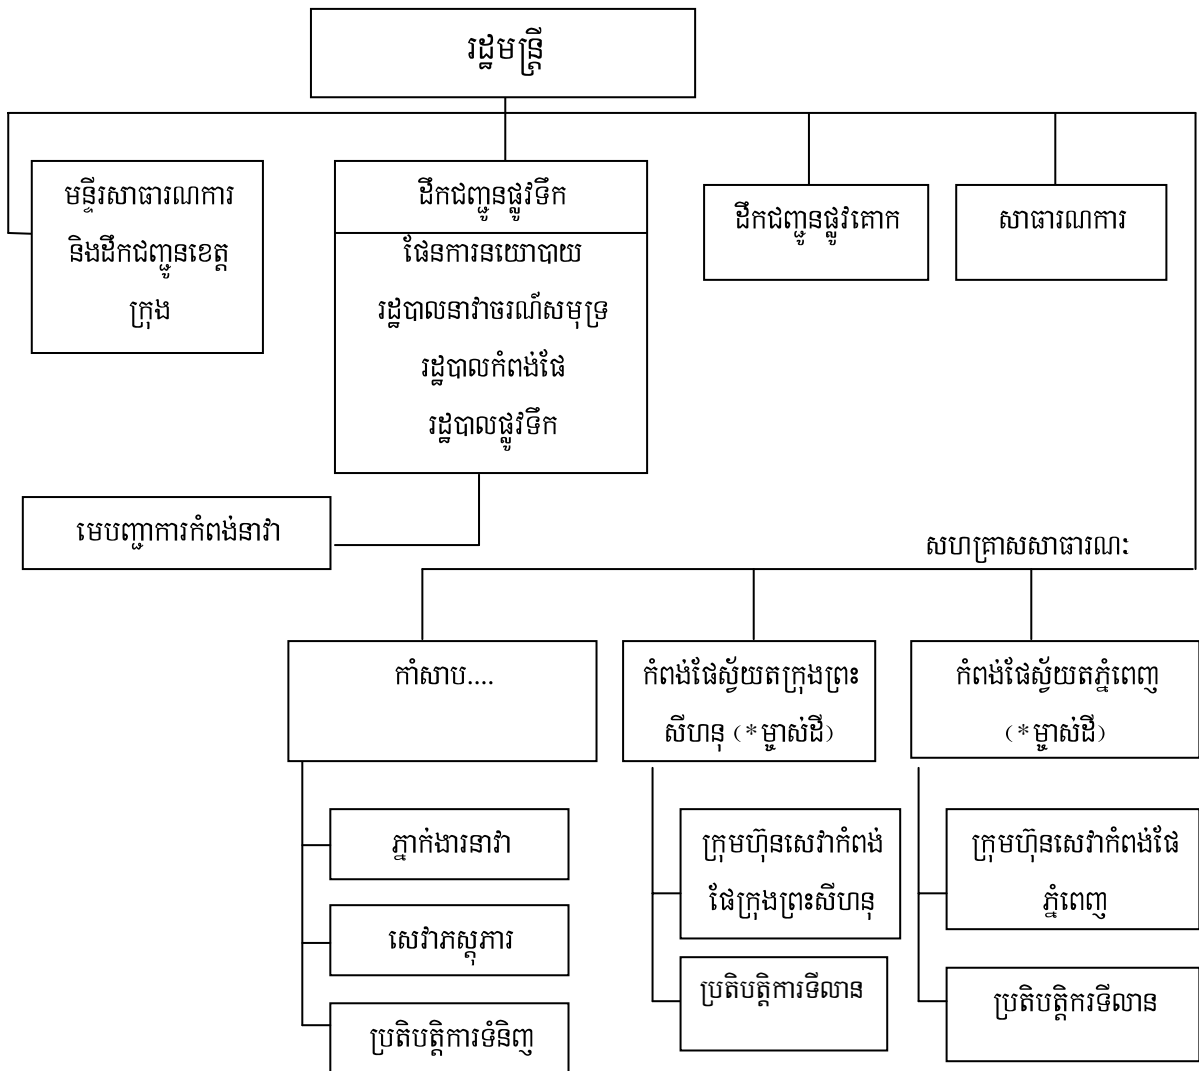 រដ្ឋមន្ត្រី
មន្ទីរសាធារណការ
និងដឹកជញ្ជូនខេត្ត
ក្រុង
ដឹកជញ្ជូនផ្លូវទឹក
ផែនការនយោបាយ
រដ្ឋបាលនាវាចរណ៍សមុទ្រ
រដ្ឋបាលកំពង់ផែ
រដ្ឋបាលផ្លូវទឹក
ដឹកជញ្ជូនផ្លូវគោក
សាធារណការ
មេបញ្ជាការកំពង់នាវា
សហគ្រាសសាធារណៈ
កាំសាប....
កំពង់ផែស្វ័យតក្រុងព្រះ
សីហនុ (*ម្ចាស់ដី)
កំពង់ផែស្វ័យតភ្នំពេញ
(*ម្ចាស់ដី)
ភ្នាក់ងារនាវា
សេវាភស្តុភារ
ប្រតិបត្តិការទំនិញ
ក្រុមហ៊ុនសេវាកំពង់
ផែក្រុងព្រះសីហនុ
ប្រតិបត្តិការទីលាន
ក្រុមហ៊ុនសេវាកំពង់ផែ
ភ្នំពេញ
ប្រតិបត្តិករទីលាន